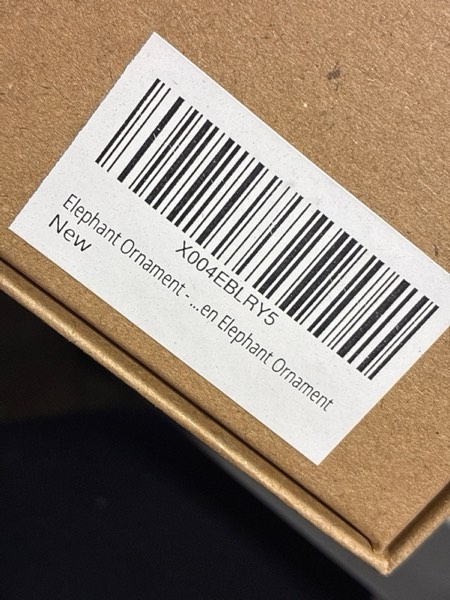 X004EBLRY5
Elephant Ornament - ...en Elephant Ornament
New